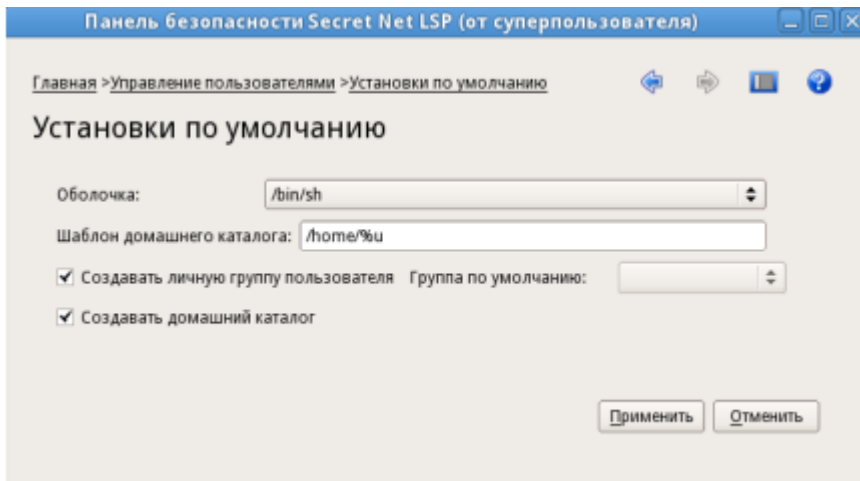 Панель безопасности Secret Net LSP (от суперпользователя)
Главная >Управление пользователями >Установки по умолчанию
Установки по умолчанию
Оболочка: /bin/sh
Шаблон домашнего каталога: /home/%u
Создавать личную группу пользователя Группа по умолчанию:
Создавать домашний каталог
Применить Отменить